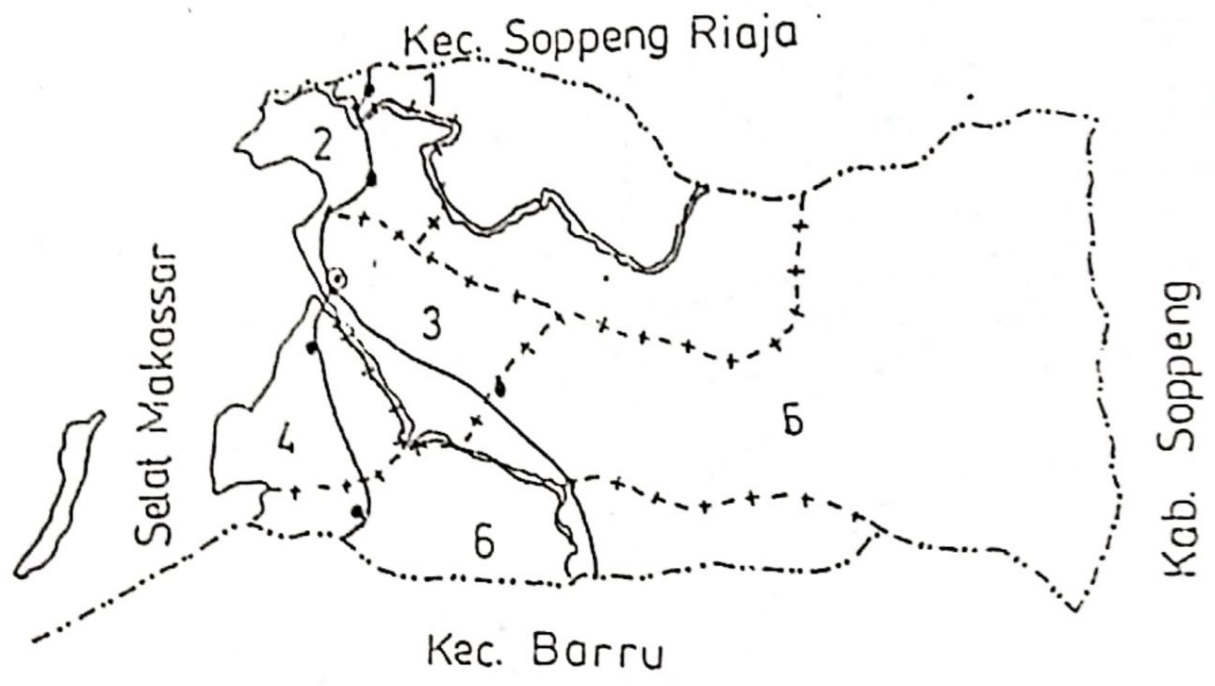 Kec. Soppeng Riaja
1
2
3
4
5
6
Selat Makassar
Kab. Soppeng
Kec. Barru